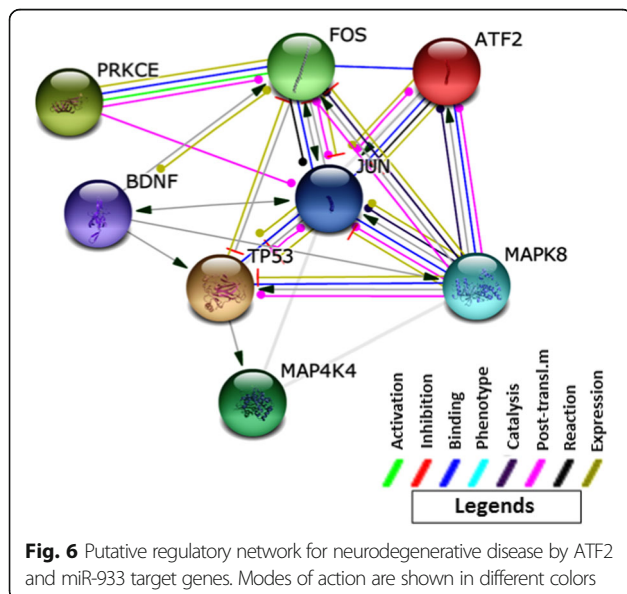 FOS
ATF2
PRKCE
BDNF
JUN
TP53
MAPK8
MAP4K4
Activation
Inhibition
Binding
Phenotype
Catalysis
Post-transl.m
Reaction
Expression
Legends
Fig. 6 Putative regulatory network for neurodegenerative disease by ATF2
and miR-933 target genes. Modes of action are shown in different colors